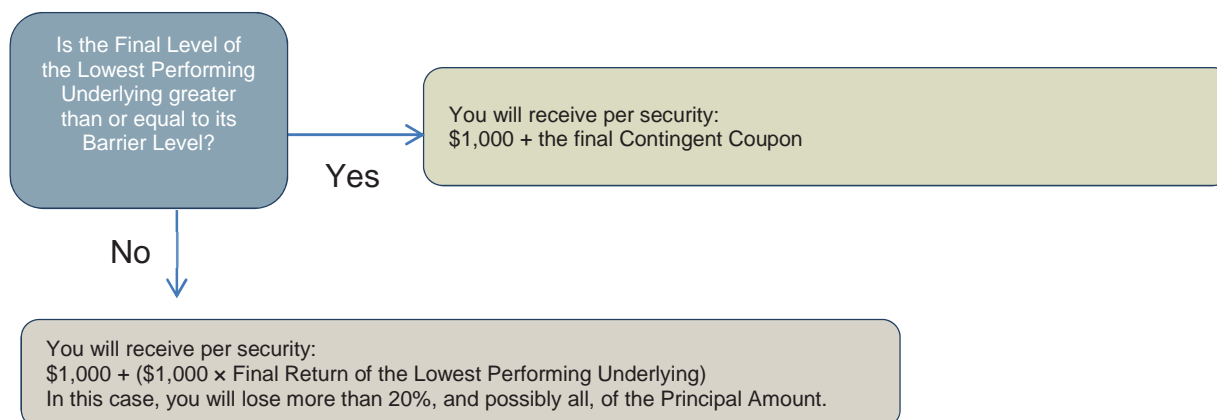 Is the Final Level of
the Lowest Performing
Underlying greater
than or equal to its
Barrier Level?
Yes
You will receive per security:
$1,000 + the final Contingent Coupon
No
You will receive per security:
$1,000 + ($1,000 × Final Return of the Lowest Performing Underlying)
In this case, you will lose more than 20%, and possibly all, of the Principal Amount.